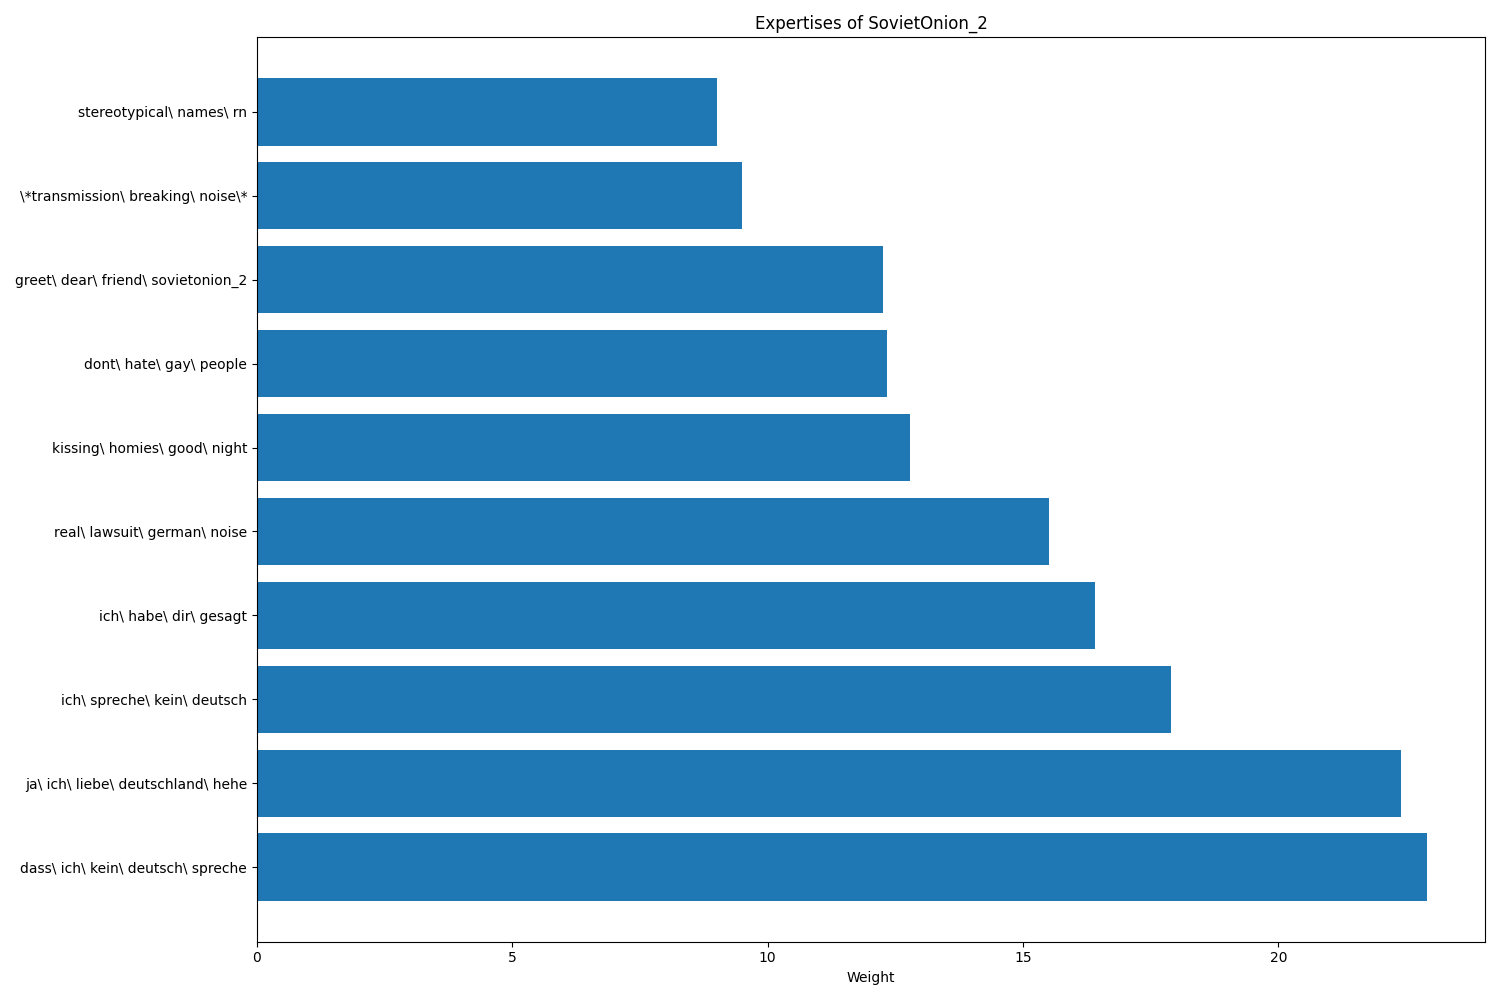 Expertises of SovietOnion_2
stereotypical\ names\ rn
\*transmission\ breaking\ noise\*
greet\ dear\ friend\ sovietonion_2
dont\ hate\ gay\ people
kissing\ homies\ good\ night
real\ lawsuit\ german\ noise
ich\ habe\ dir\ gesagt
ich\ spreche\ kein\ deutsch
ja\ ich\ liebe\ deutschland\ hehe
dass\ ich\ kein\ deutsch\ spreche
0 5 10 15 20
Weight